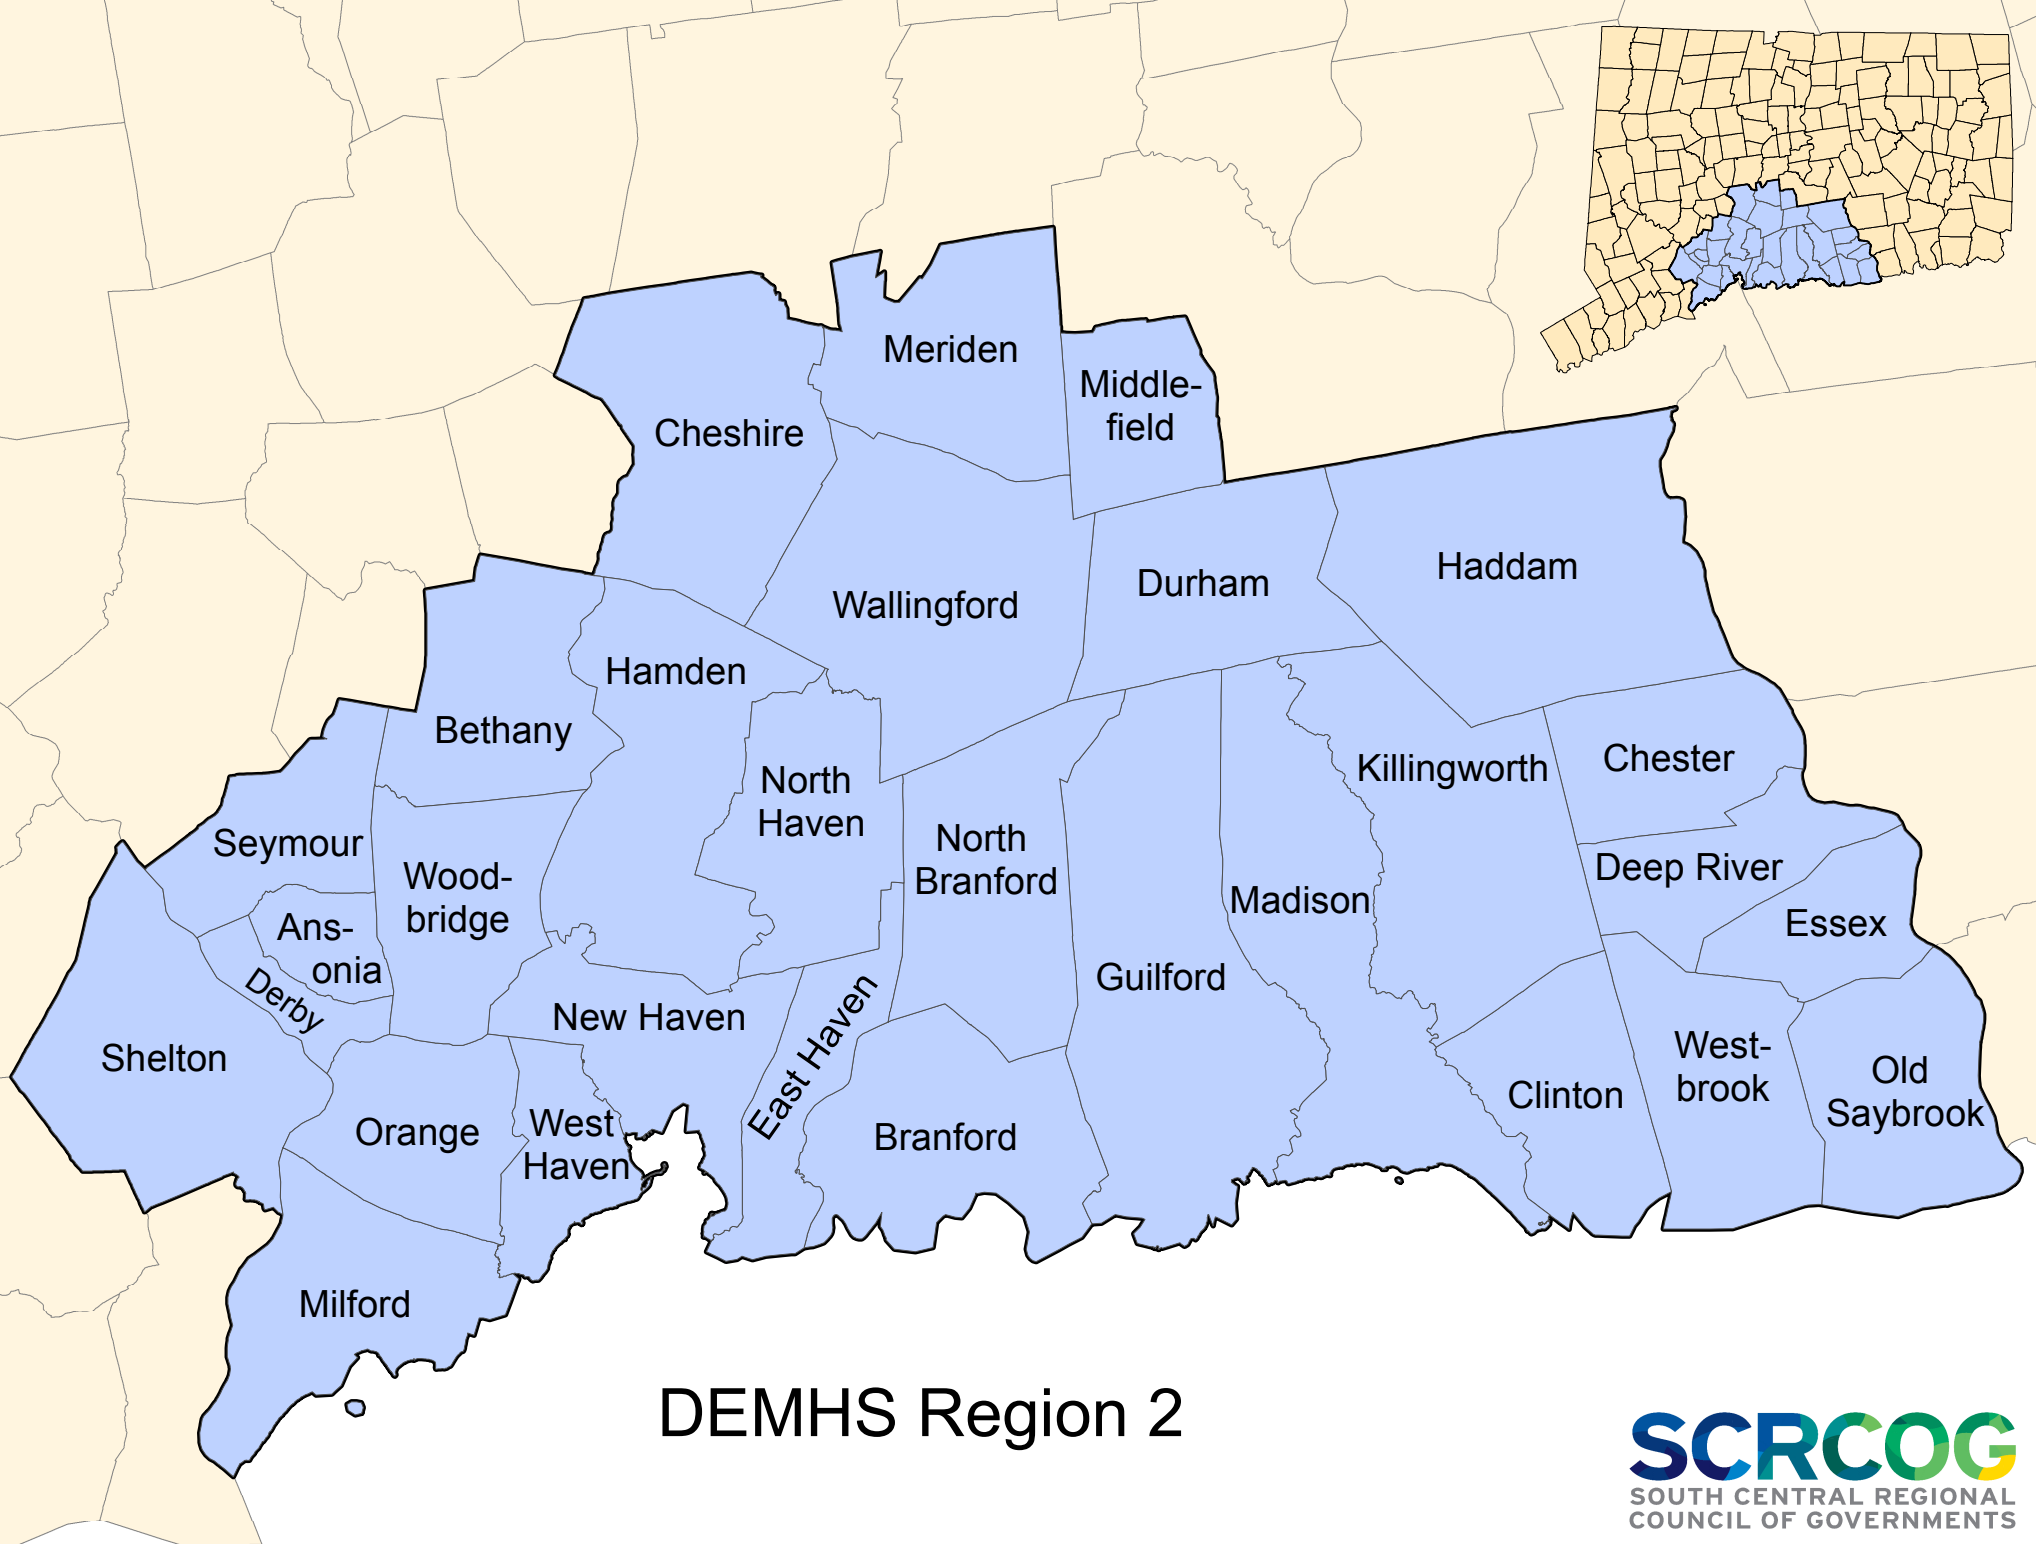 Meriden
Middle-
field
Cheshire
Haddam
Durham
Wallingford
Hamden
Bethany
Killingworth
Chester
North
Haven
Seymour
North
Branford
Deep River
Wood-
bridge
Madison
Essex
Ans-
onia
Derby
Guilford
New Haven
East Haven
Shelton
West-
brook
Old
Saybrook
Clinton
Orange
West
Haven
Branford
Milford
DEMHS Region 2
SCRCOG
SOUTH CENTRAL REGIONAL
COUNCIL OF GOVERNMENTS